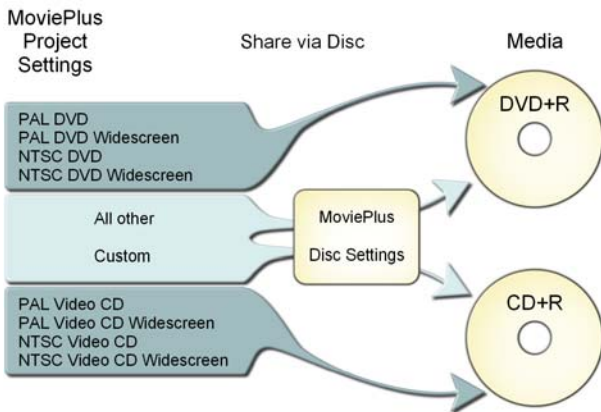 MoviePlus
Project
Settings
Share via Disc
Media
PAL DVD
PAL DVD Widescreen
NTSC DVD
NTSC DVD Widescreen
DVD+R
All other
Custom
MoviePlus
Disc Settings
PAL Video CD
PAL Video CD Widescreen
NTSC Video CD
NTSC Video CD Widescreen
CD+R